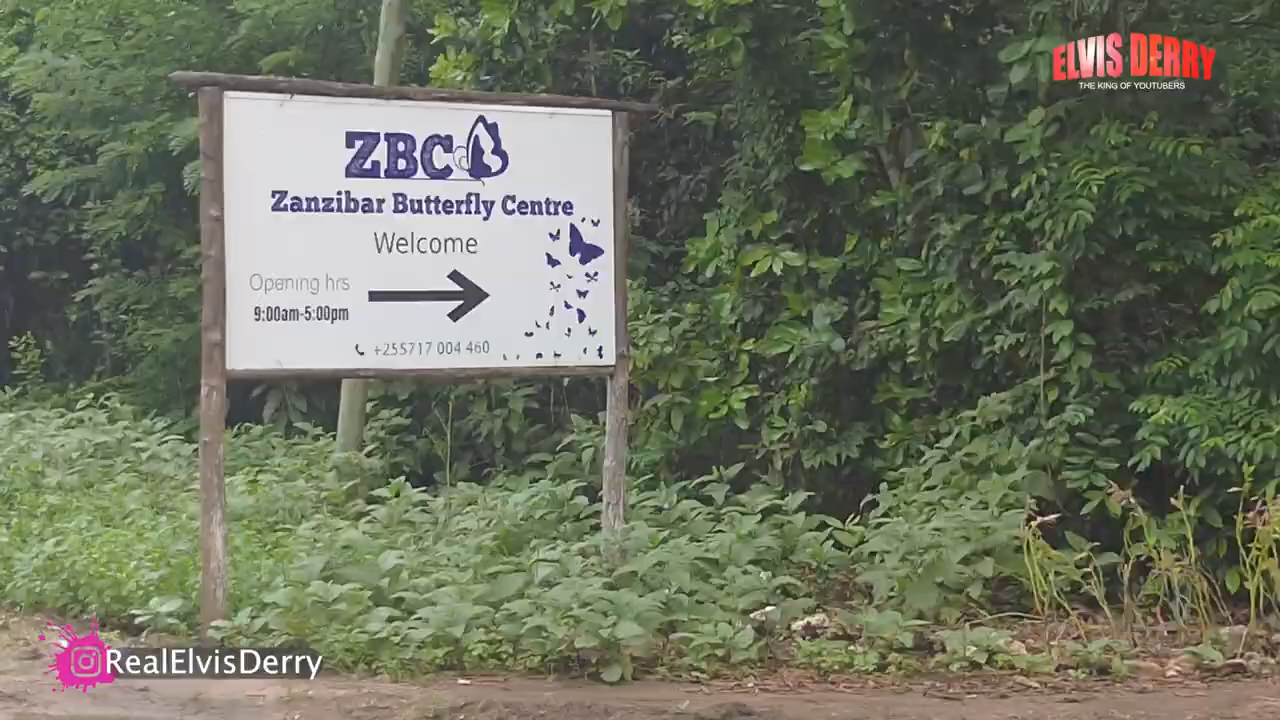 ELVIS DERRY
THE KING OF YOUTUBERS
ZBC
Zanzibar Butterfly Centre
Welcome
Opening hrs
9:00am-5:00pm
+255717 004 460
RealElvisDerry